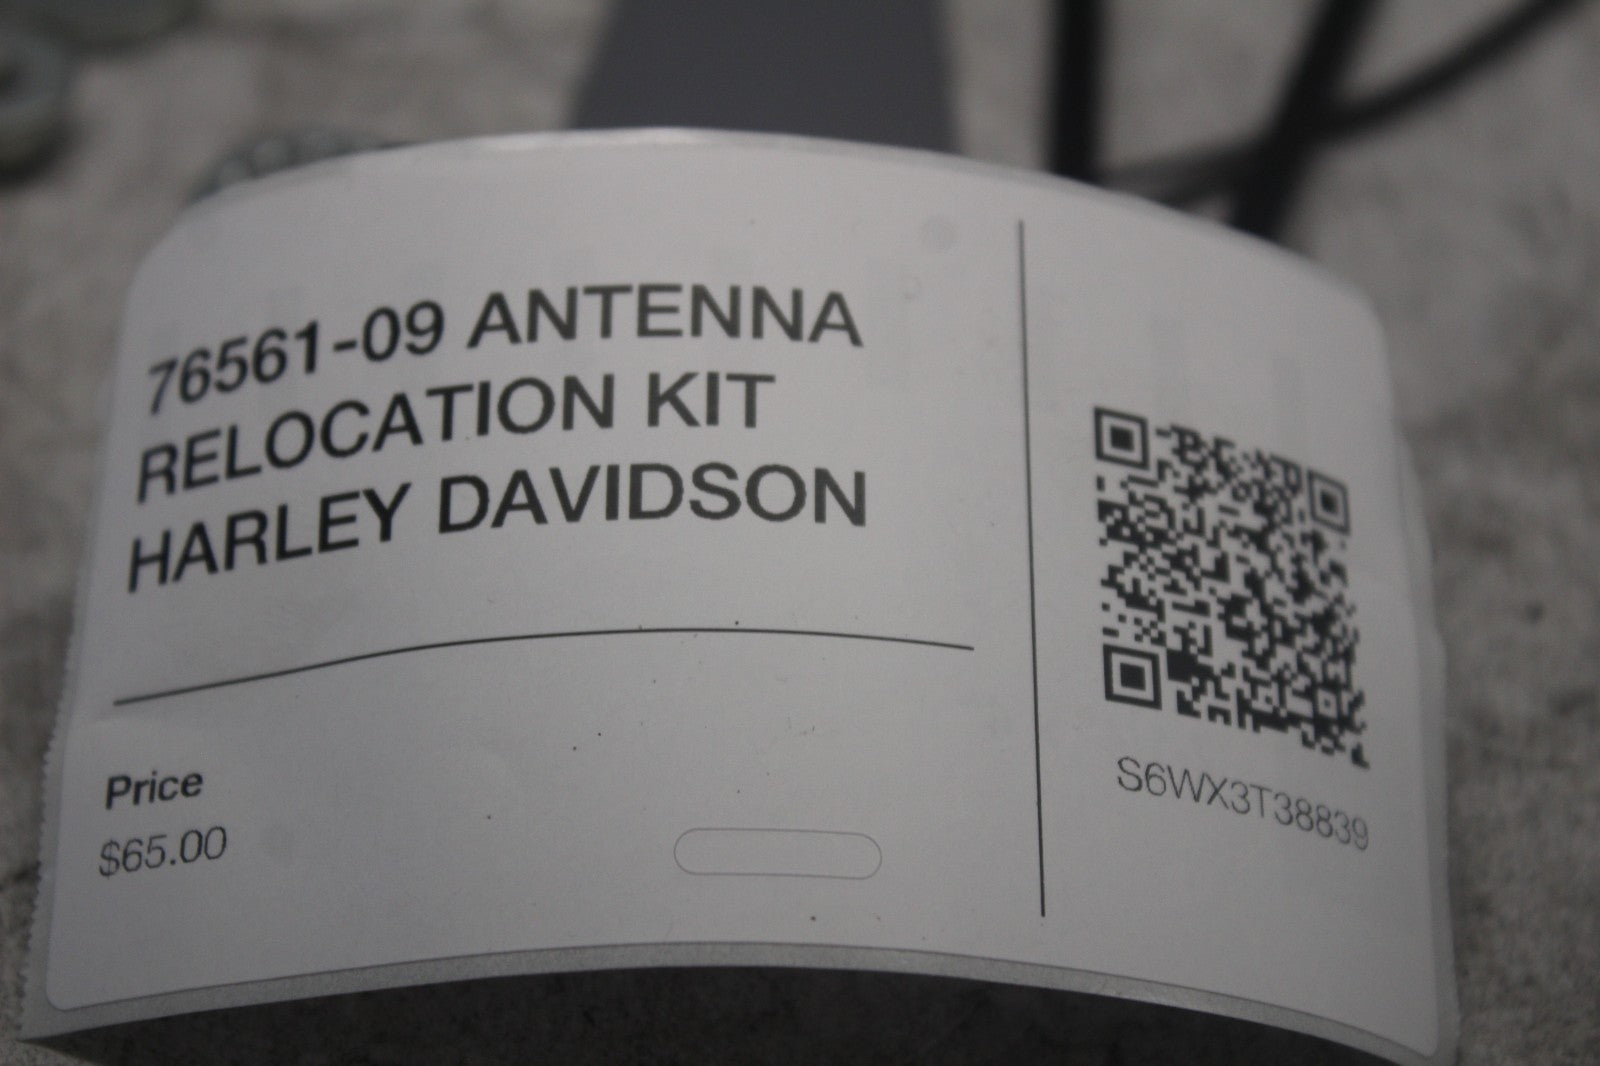 76561-09 ANTENNA
RELOCATION KIT
HARLEY DAVIDSON
Price
$65.00
S6WX3T38839